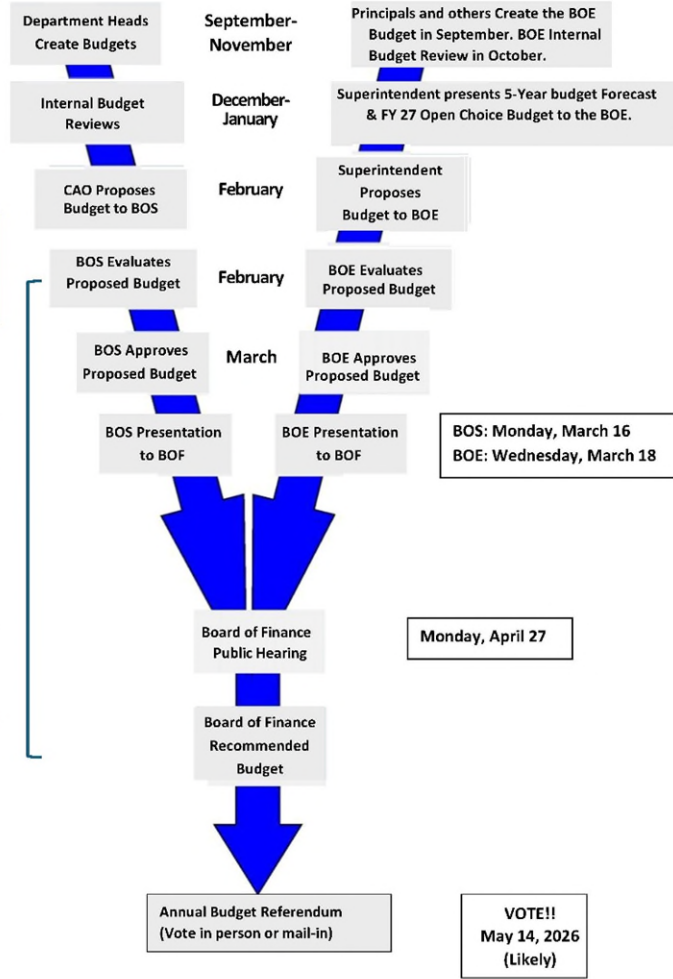 Department Heads
Create Budgets
September-
November
Principals and others Create the BOE
Budget in September. BOE Internal
Budget Review in October.
Internal Budget
Reviews
December-
January
Superintendent presents 5-Year budget Forecast
& FY 27 Open Choice Budget to the BOE.
CAO Proposes
Budget to BOS
February
Superintendent
Proposes
Budget to BOE
BOS Evaluates
Proposed Budget
February
BOE Evaluates
Proposed Budget
BOS Approves
Proposed Budget
March
BOE Approves
Proposed Budget
BOS Presentation
to BOF
BOE Presentation
to BOF
BOS: Monday, March 16
BOE: Wednesday, March 18
Board of Finance
Public Hearing
Monday, April 27
Board of Finance
Recommended
Budget
Annual Budget Referendum
(Vote in person or mail-in)
VOTE!!
May 14, 2026
(Likely)